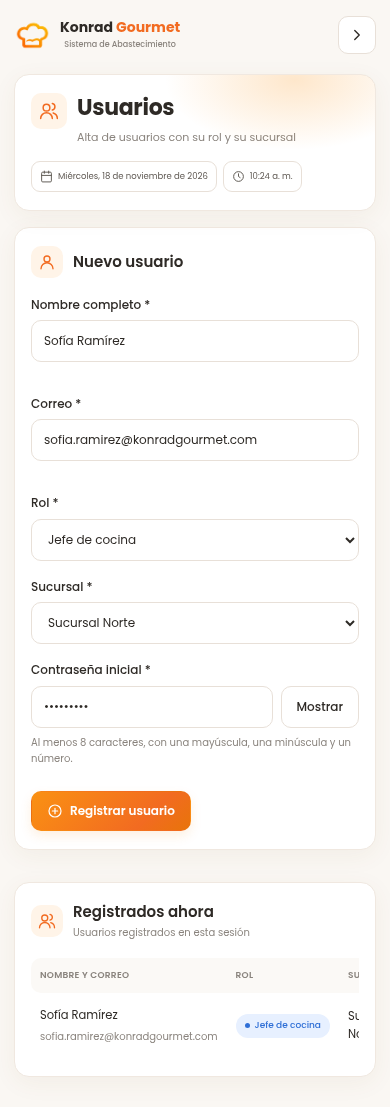 Konrad Gourmet
Sistema de Abastecimiento
Usuarios
Alta de usuarios con su rol y su sucursal
Miércoles, 18 de noviembre de 2026
10:24 a. m.
Nuevo usuario
Nombre completo *
Sofía Ramírez
Correo *
sofia.ramirez@konradgourmet.com
Rol *
Jefe de cocina
Sucursal *
Sucursal Norte
Contraseña inicial *
•••••••••
Mostrar
Al menos 8 caracteres, con una mayúscula, una minúscula y un
número.
Registrar usuario
Registrados ahora
Usuarios registrados en esta sesión
NOMBRE Y CORREO ROL
Sofía Ramírez
sofia.ramirez@konradgourmet.com
Jefe de cocina